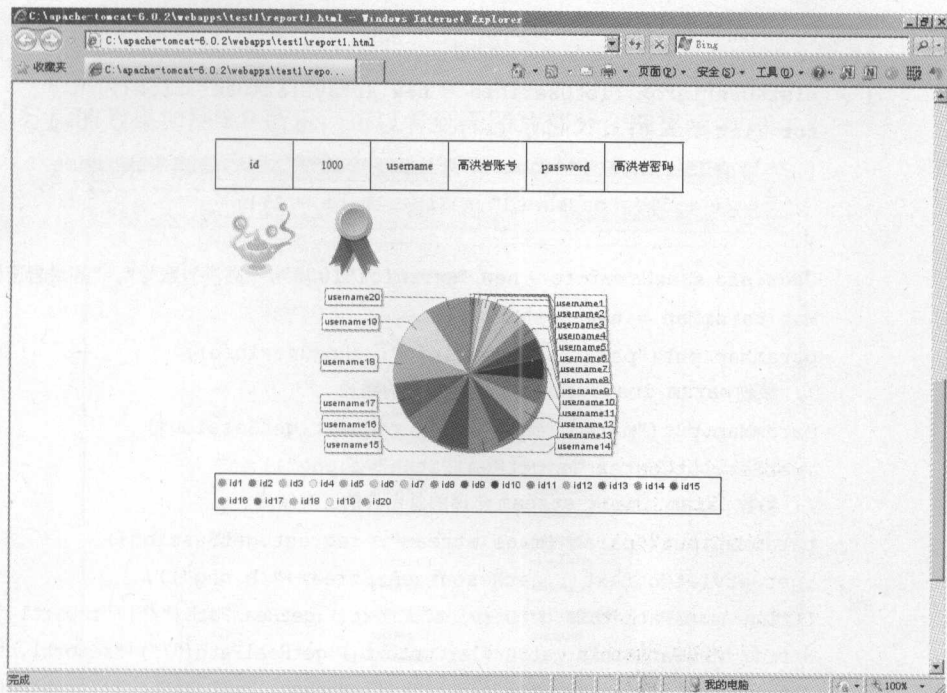 C:\apache-tomcat-6.0.2\webapps\test1\report1.html - Windows Internet Explorer
C:\apache-tomcat-6.0.2\webapps\test1\report1.html
Bing
收藏夹
C:\apache-tomcat-6.0.2\webapps\test1\repo...
页面(P)
安全(S)
工具(O)
id 1000 username 高洪岩账号 password 高洪岩密码
username20
username19
username18
username17
username16
username15
username1
username2
username3
username4
username5
username6
username7
username8
username9
username10
username11
username12
username13
username14
id1 id2 id3 id4 id5 id6 id7 id8 id9 id10 id11 id12 id13 id14 id15
id16 id17 id18 id19 id20
完成
我的电脑
100%